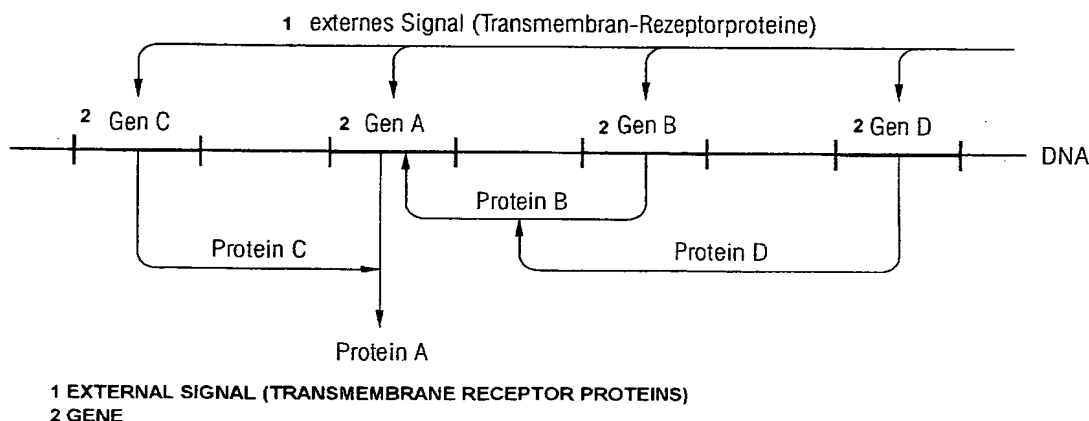 1 externes Signal (Transmembran-Rezeptorproteine)
2 Gen C
2 Gen A
2 Gen B
2 Gen D
DNA
Protein B
Protein C
Protein D
Protein A
1 EXTERNAL SIGNAL (TRANSMEMBRANE RECEPTOR PROTEINS)
2 GENE